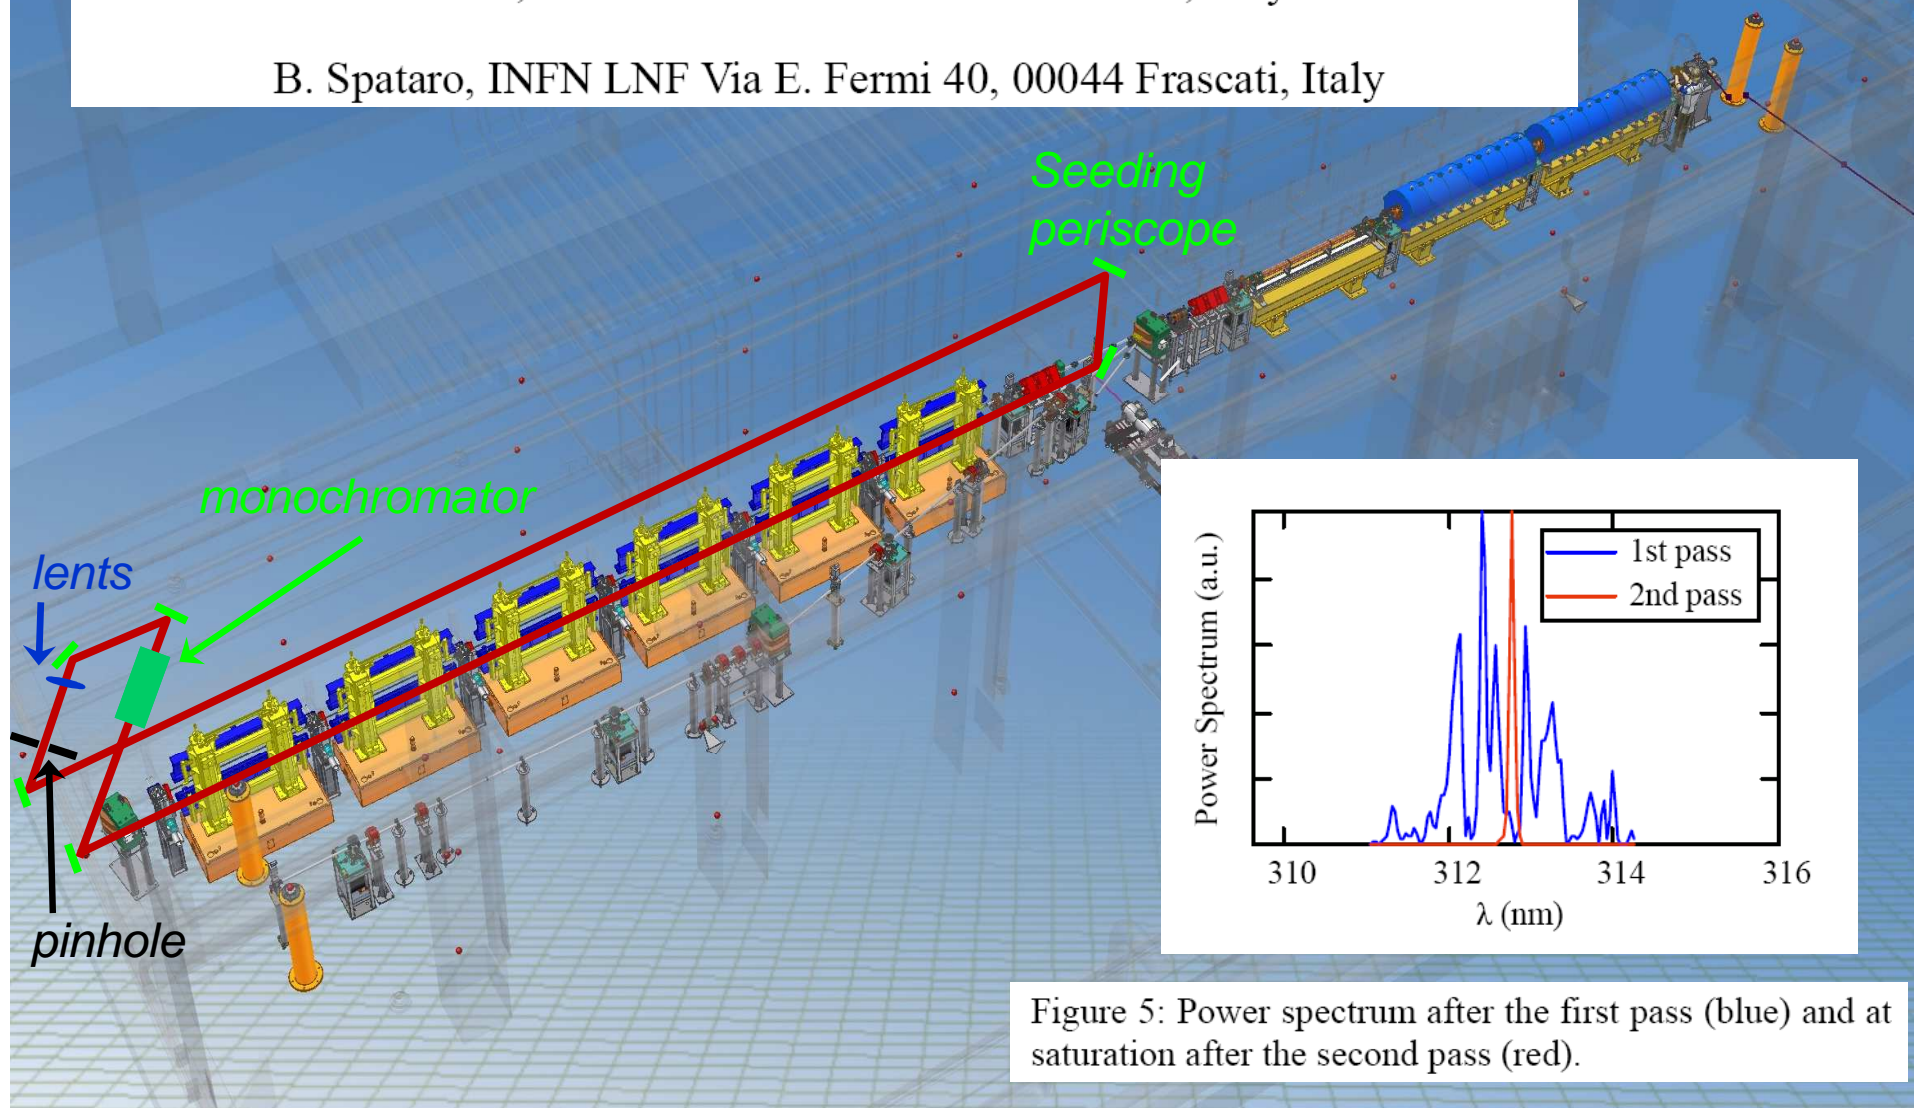 B. Spataro, INFN LNF Via E. Fermi 40, 00044 Frascati, Italy
Seeding
periscope
monochromator
lents
pinhole
Power Spectrum (a.u.)
1st pass
2nd pass
310 312 314 316
λ (nm)
Figure 5: Power spectrum after the first pass (blue) and at
saturation after the second pass (red).